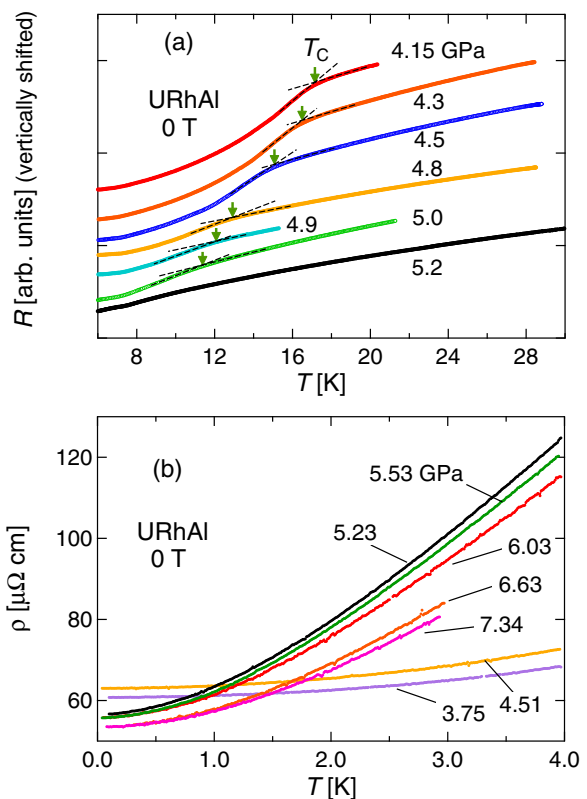 (a)
T_C
4.15 GPa
URhAl
0 T
4.3
4.5
4.8
4.9
5.0
5.2
R [arb. units] (vertically shifted)
8 12 16 20 24 28
T [K]
(b)
120
5.53 GPa
URhAl
0 T
5.23
100
6.03
ρ [μΩ cm]
6.63
80
7.34
60
3.75
4.51
0.0 1.0 2.0 3.0 4.0
T [K]